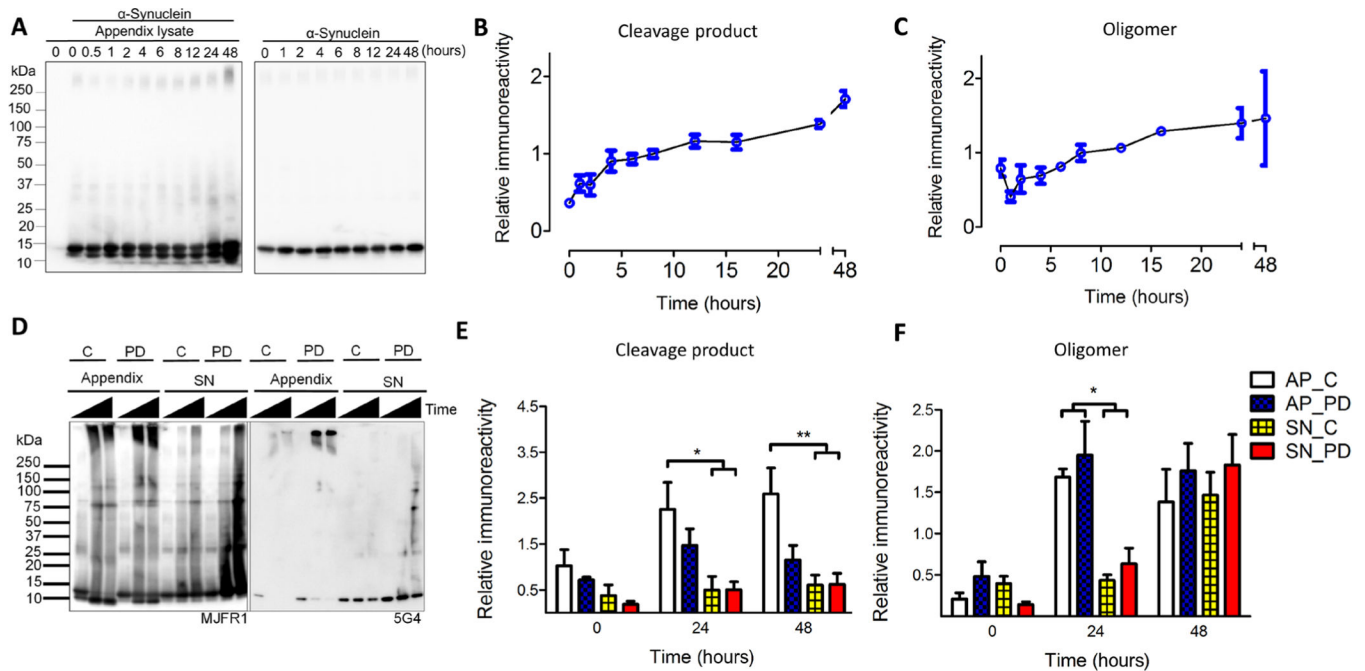 A
α-Synuclein
Appendix lysate
0 0 0.5 1 2 4 6 8 12 24 48
α-Synuclein
0 1 2 4 6 8 12 24 48 (hours)
kDa
250
150
100
75
50
37
25
20
15
10
B
Cleavage product
Relative immunoreactivity
2
1
0
0 5 10 15 20 48
Time (hours)
C
Oligomer
Relative immunoreactivity
2
1
0
0 5 10 15 20 48
Time (hours)
D
C PD C PD C PD C PD
Appendix SN Appendix SN
Time
kDa
250
150
100
75
50
37
25
20
15
10
MJFR1 5G4
E
Cleavage product
Relative immunoreactivity
4.5
3.5
2.5
1.5
0.5
* **
0 24 48
Time (hours)
F
Oligomer
Relative immunoreactivity
2.5
2.0
1.5
1.0
0.5
*
0 24 48
Time (hours)
AP_C
AP_PD
SN_C
SN_PD